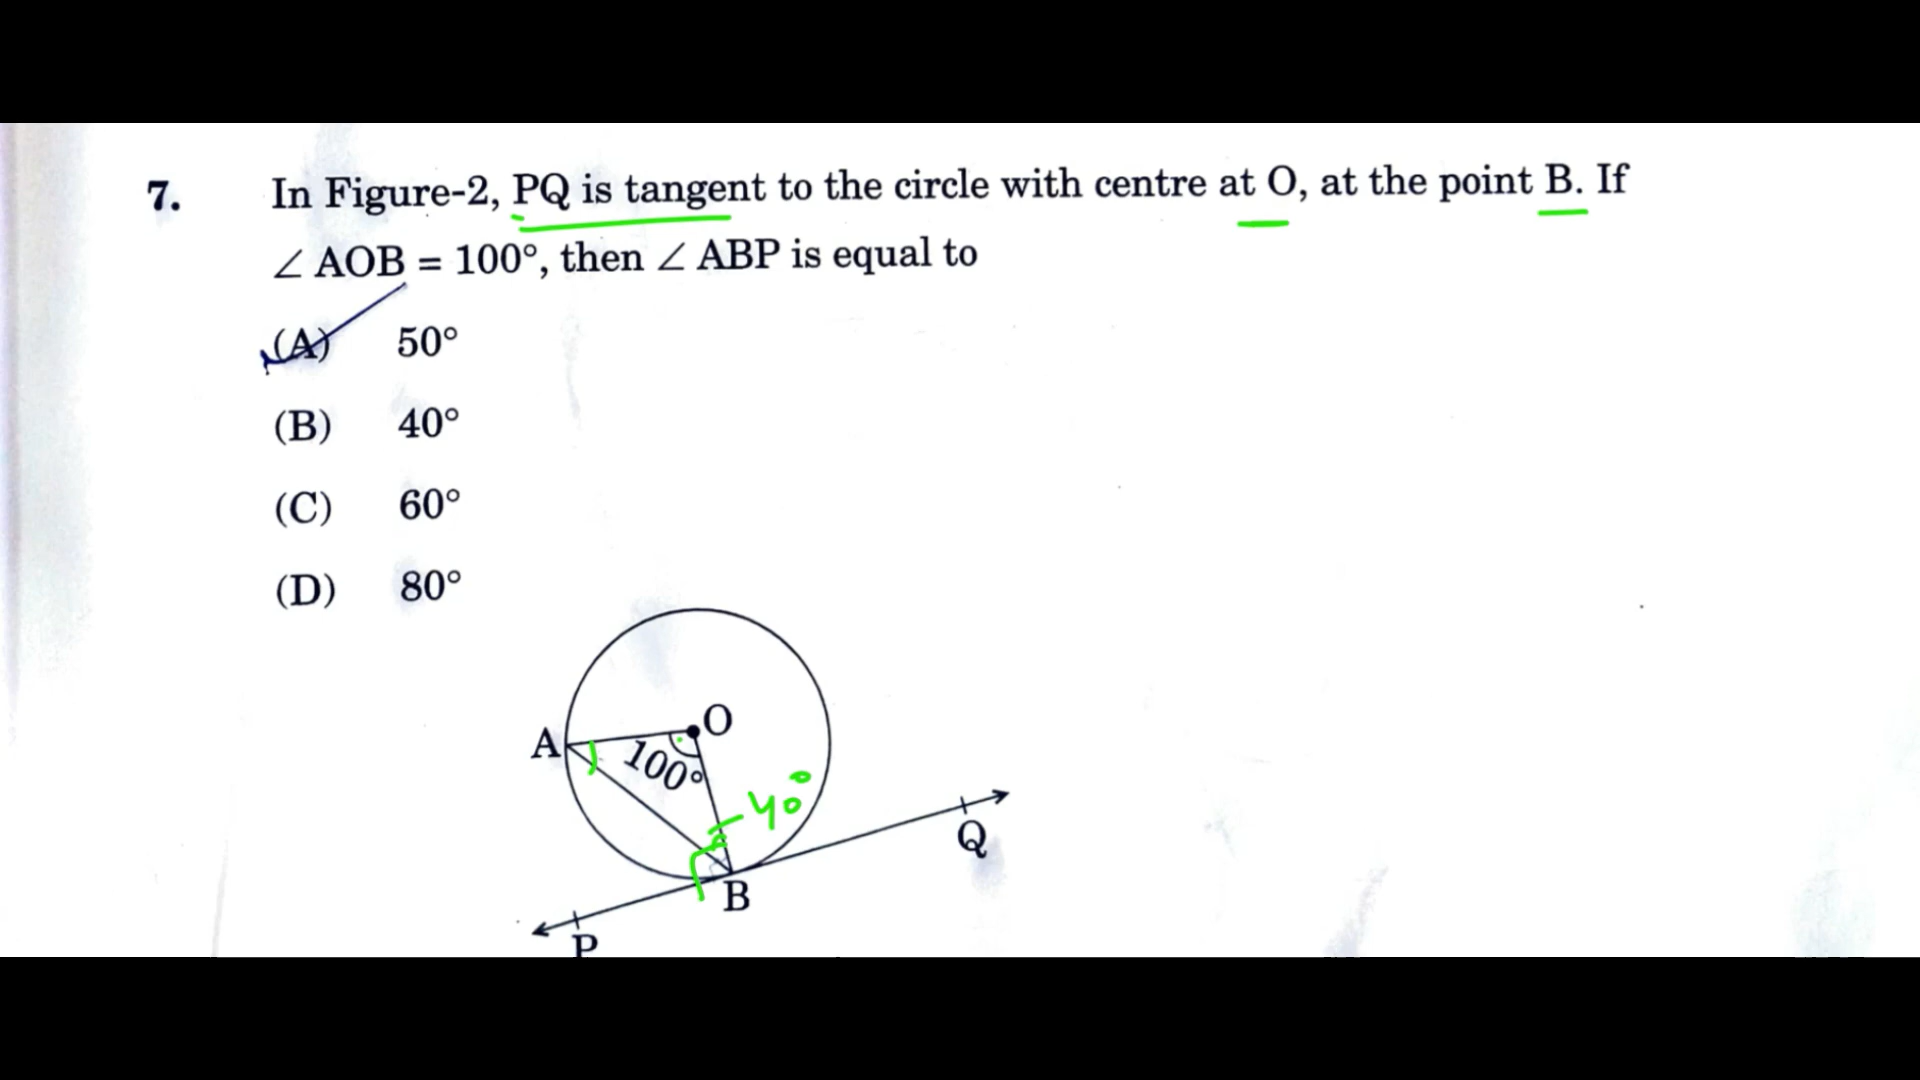 7. In Figure-2, PQ is tangent to the circle with centre at O, at the point B. If
∠ AOB = 100°, then ∠ ABP is equal to
(A) 50°
(B) 40°
(C) 60°
(D) 80°
O
A
100°
40°
Q
B
P